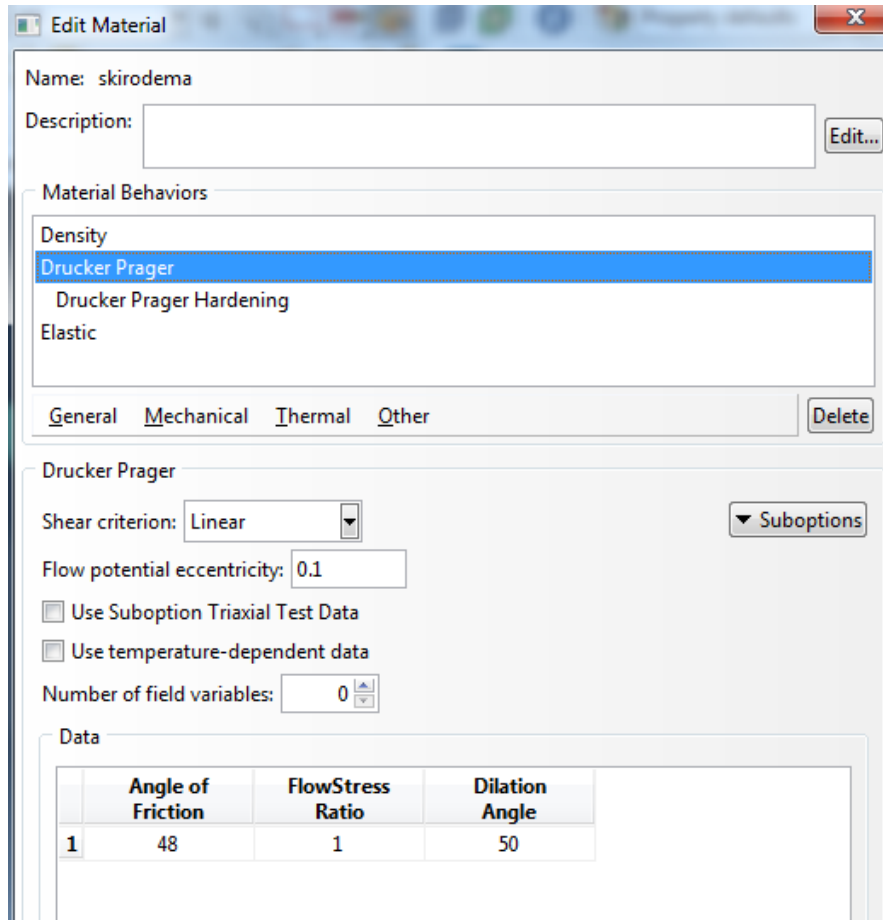 Edit Material
Name: skirodema
Description:
Edit...
Material Behaviors
Density
Drucker Prager
Drucker Prager Hardening
Elastic
General Mechanical Thermal Other Delete
Drucker Prager
Shear criterion: Linear Suboptions
Flow potential eccentricity: 0.1
Use Suboption Triaxial Test Data
Use temperature-dependent data
Number of field variables: 0
Data
Angle of Friction FlowStress Ratio Dilation Angle
1 48 1 50